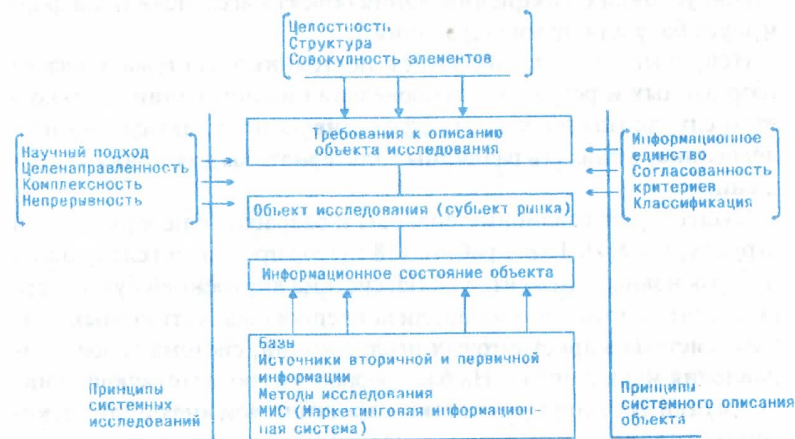 Целостность
Структура
Совокупность элементов
Требования к описанию
объекта исследования
Научный подход
Целенаправленность
Комплексность
Непрерывность
Информационное
единство
Согласованность
критериев
Классификация
Объект исследования (субъект рынка)
Информационное состояние объекта
Базы
Источники вторичной и первичной
информации
Методы исследования
МИС (Маркетинговая информацион-
ная система)
Принципы
системных
исследований
Принципы
системного описания
объекта